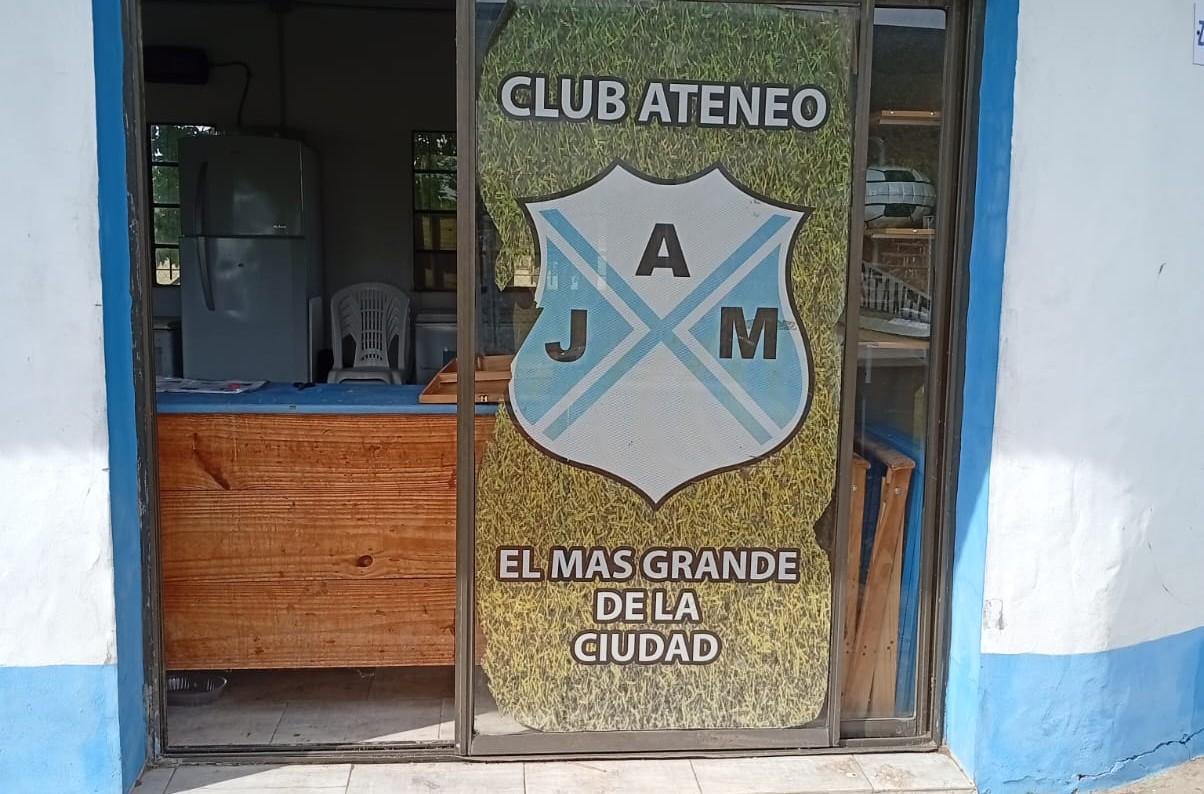 CLUB ATENEO
A
J M
EL MAS GRANDE
DE LA
CIUDAD